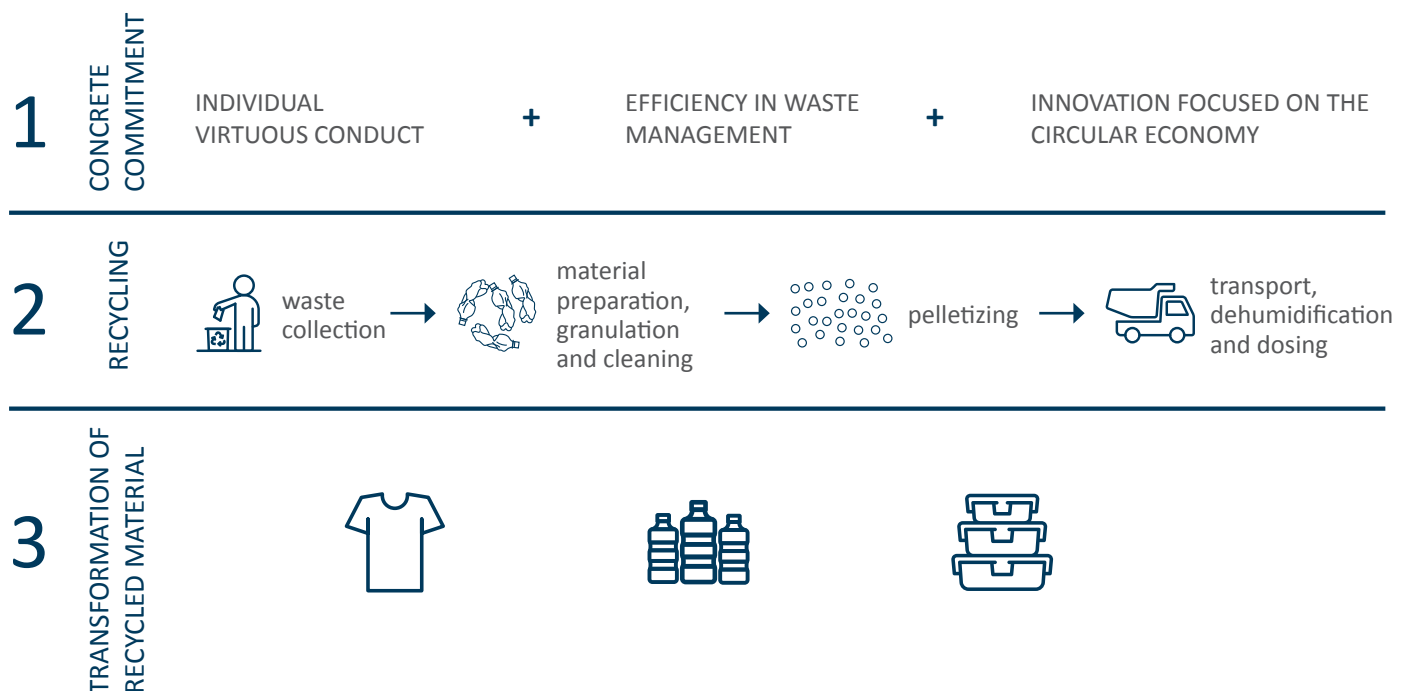 1
CONCRETE
COMMITMENT
INDIVIDUAL
VIRTUOUS CONDUCT
+
EFFICIENCY IN WASTE
MANAGEMENT
+
INNOVATION FOCUSED ON THE
CIRCULAR ECONOMY
2
RECYCLING
waste
collection
material
preparation,
granulation
and cleaning
pelletizing
transport,
dehumidification
and dosing
3
TRANSFORMATION OF
RECYCLED MATERIAL